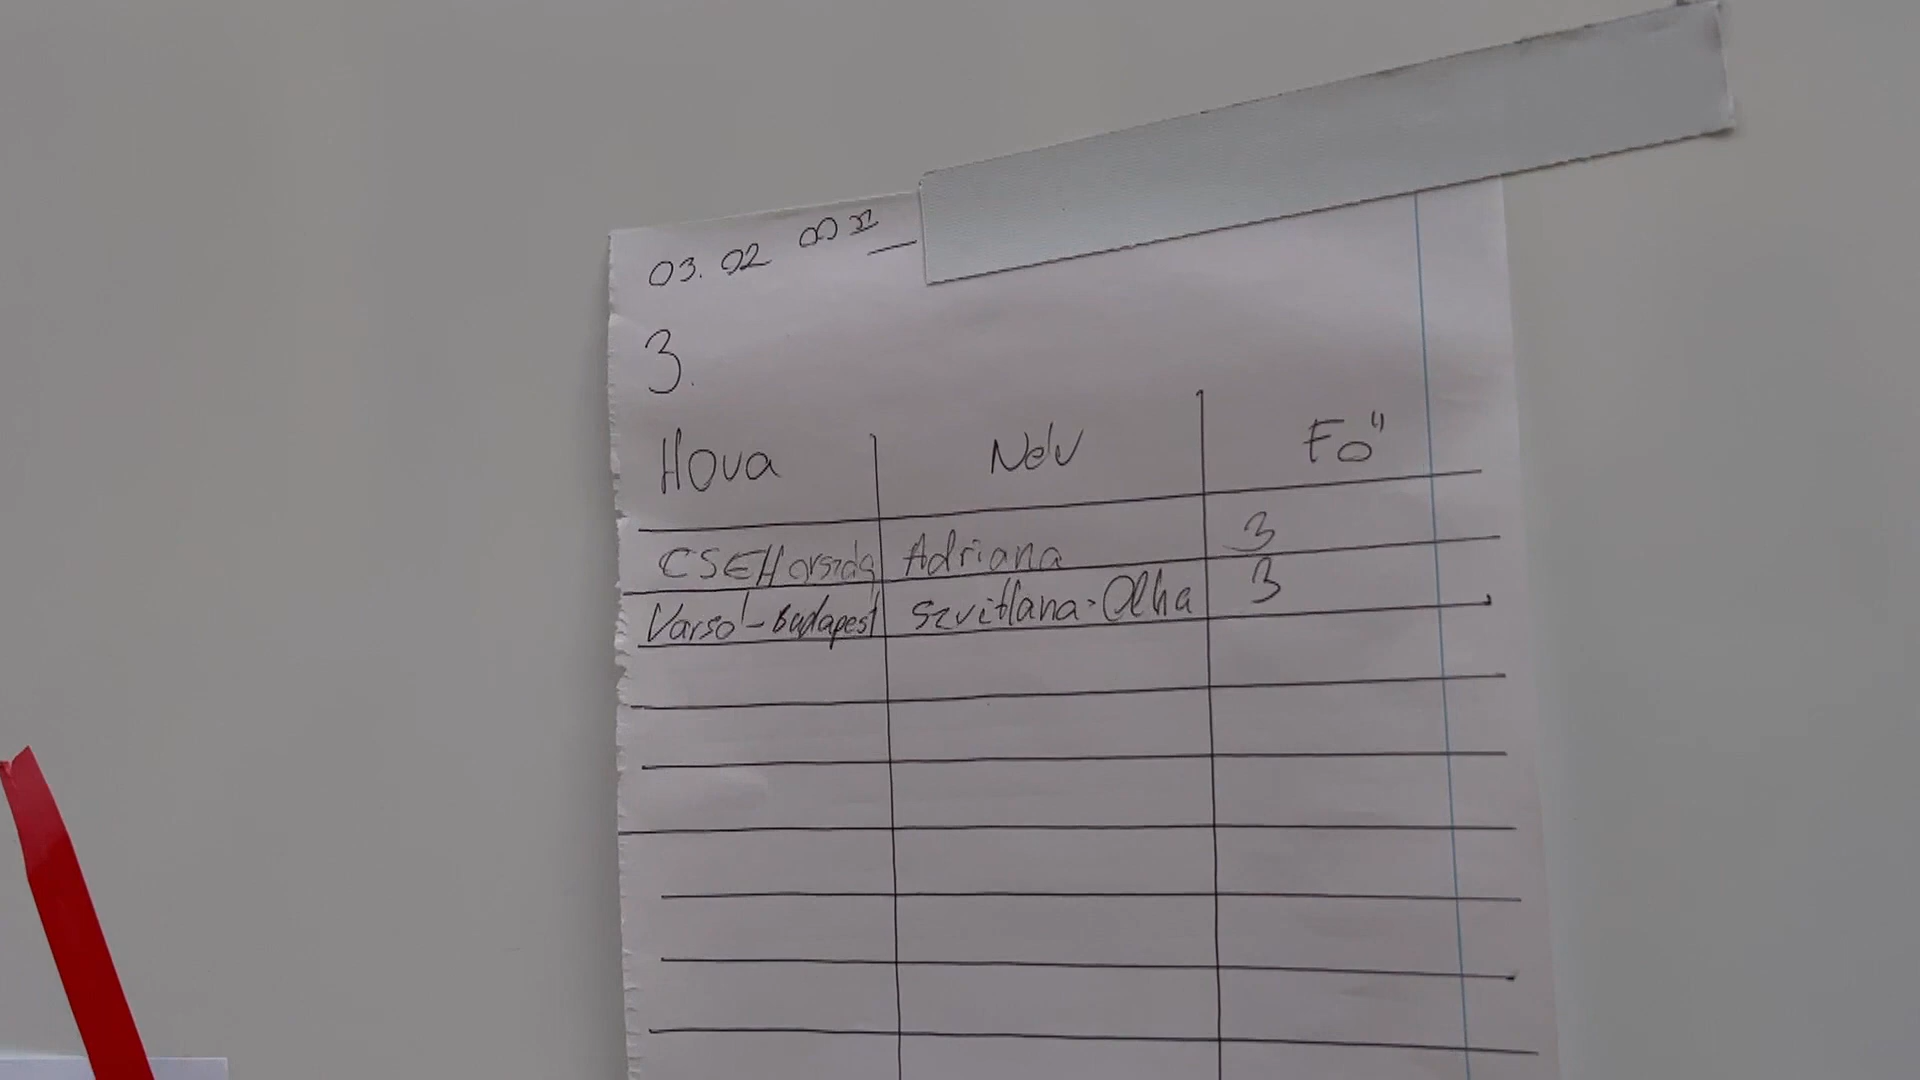 03. 02
3.
Hova Név Fő
CSEHország Adriana 3
Varsó-Budapest Szvitlana-Olha 3